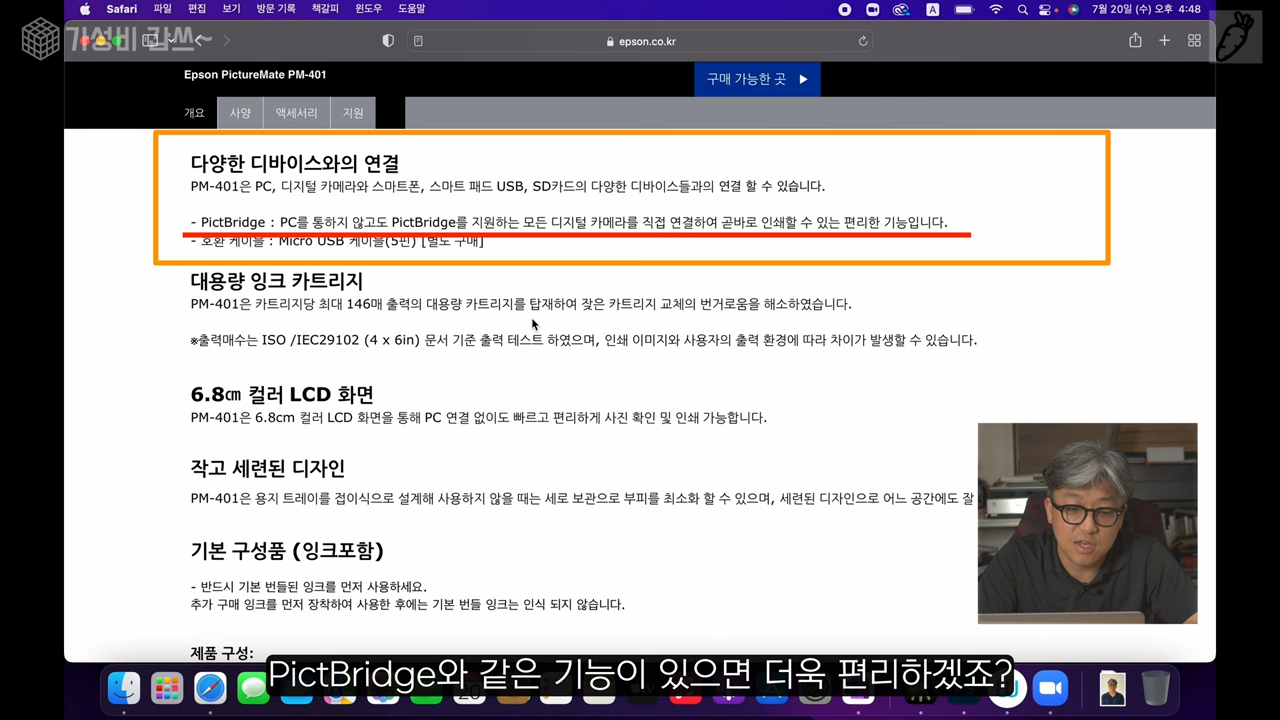 Safari 파일 편집 보기 방문 기록 책갈피 윈도우 도움말
A 7월 20일 (수) 오후 4:48
가성비 갑쓰~
epson.co.kr
Epson PictureMate PM-401
구매 가능한 곳
개요 사양 액세서리 지원
다양한 디바이스와의 연결
PM-401은 PC, 디지털 카메라와 스마트폰, 스마트 패드 USB, SD카드의 다양한 디바이스들과의 연결 할 수 있습니다.
- PictBridge : PC를 통하지 않고도 PictBridge를 지원하는 모든 디지털 카메라를 직접 연결하여 곧바로 인쇄할 수 있는 편리한 기능입니다.
- 호환 케이블 : Micro USB 케이블(5핀) [별도 구매]
대용량 잉크 카트리지
PM-401은 카트리지당 최대 146매 출력의 대용량 카트리지를 탑재하여 잦은 카트리지 교체의 번거로움을 해소하였습니다.
※출력매수는 ISO /IEC29102 (4 x 6in) 문서 기준 출력 테스트 하였으며, 인쇄 이미지와 사용자의 출력 환경에 따라 차이가 발생할 수 있습니다.
6.8㎝ 컬러 LCD 화면
PM-401은 6.8cm 컬러 LCD 화면을 통해 PC 연결 없이도 빠르고 편리하게 사진 확인 및 인쇄 가능합니다.
작고 세련된 디자인
PM-401은 용지 트레이를 접이식으로 설계해 사용하지 않을 때는 세로 보관으로 부피를 최소화 할 수 있으며, 세련된 디자인으로 어느 공간에도 잘
기본 구성품 (잉크포함)
- 반드시 기본 번들된 잉크를 먼저 사용하세요.
추가 구매 잉크를 먼저 장착하여 사용한 후에는 기본 번들 잉크는 인식 되지 않습니다.
제품 구성:
PictBridge와 같은 기능이 있으면 더욱 편리하겠죠?